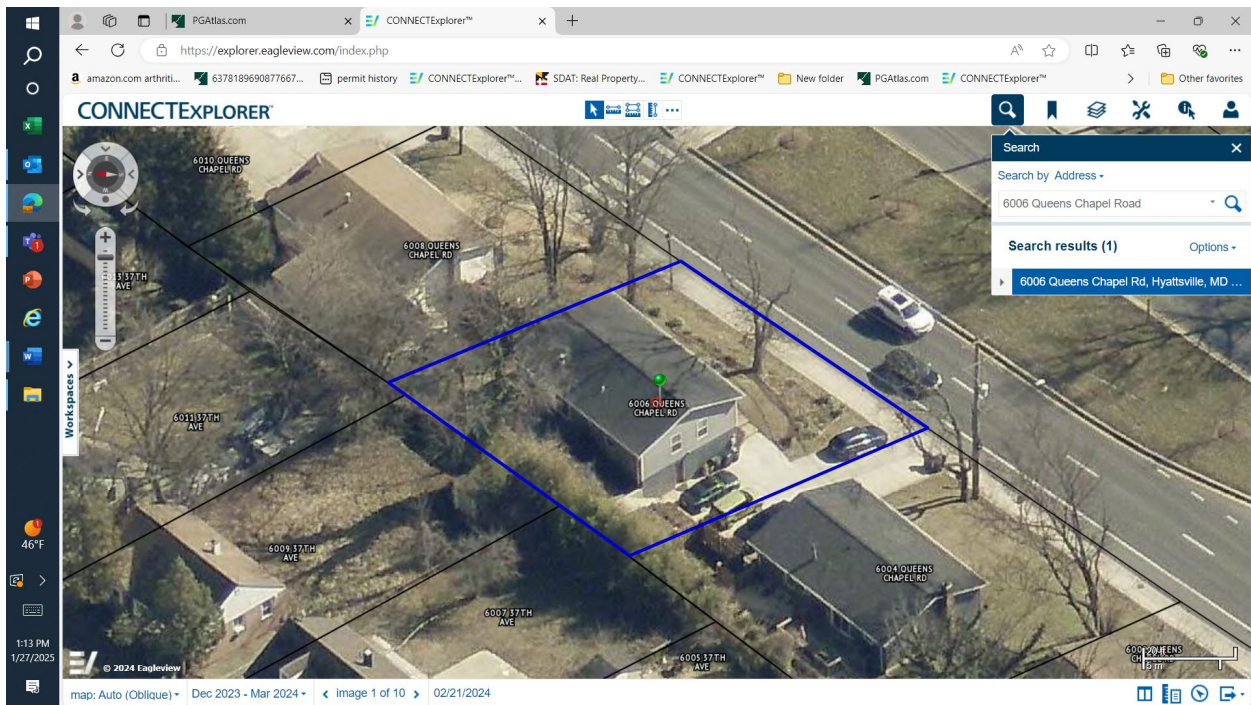 PGAtlas.com
CONNECTExplorer™
https://explorer.eagleview.com/index.php
amazon.com arthriti...
6378189690877667...
permit history
CONNECTExplorer™...
SDAT: Real Property...
CONNECTExplorer™
New folder
PGAtlas.com
CONNECTExplorer™
Other favorites
CONNECTEXPLORER™
Search
Search by Address
6006 Queens Chapel Road
Search results (1)
Options
6006 Queens Chapel Rd, Hyattsville, MD ...
6010 QUEENS
CHAPEL RD
6008 QUEENS
CHAPEL RD
6013 37TH
AVE
6006 QUEENS
CHAPEL RD
6011 37TH
AVE
6009 37TH
AVE
6004 QUEENS
CHAPEL RD
6007 37TH
AVE
6005 37TH
AVE
QUEENS
5 m
Workspaces
46°F
1:13 PM
1/27/2025
© 2024 Eagleview
map: Auto (Oblique)
Dec 2023 - Mar 2024
image 1 of 10
02/21/2024